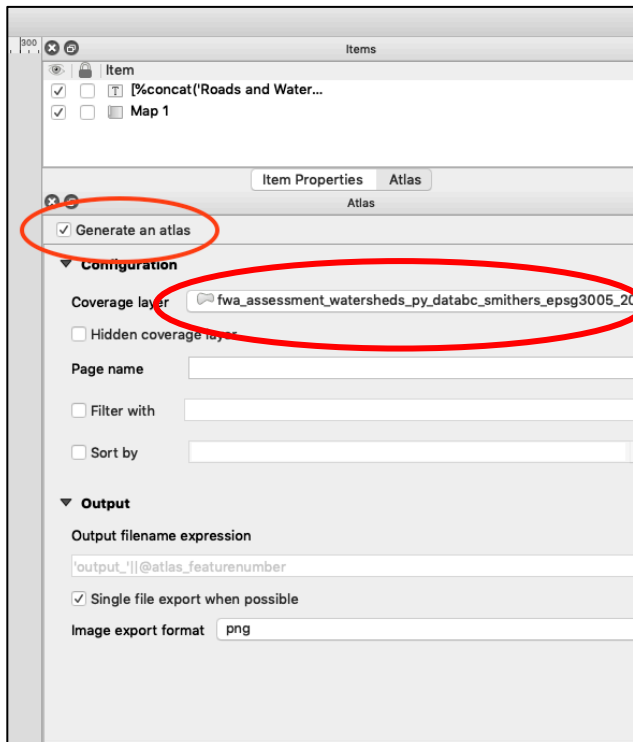 300
Items
Item
[%concat('Roads and Water...
Map 1
Item Properties Atlas
Atlas
Generate an atlas
Configuration
Coverage layer fwa_assessment_watersheds_py_databc_smithers_epsg3005_20
Hidden coverage layer
Page name
Filter with
Sort by
Output
Output filename expression
'output_'||@atlas_featurenumber
Single file export when possible
Image export format png